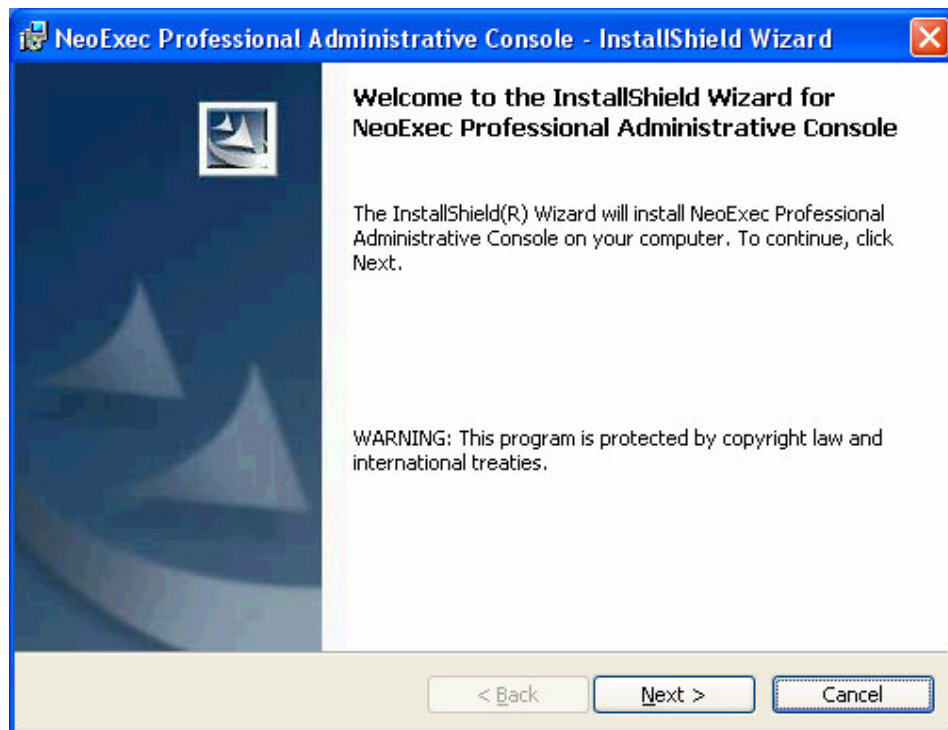 NeoExec Professional Administrative Console - InstallShield Wizard
Welcome to the InstallShield Wizard for
NeoExec Professional Administrative Console
The InstallShield(R) Wizard will install NeoExec Professional
Administrative Console on your computer. To continue, click
Next.
WARNING: This program is protected by copyright law and
international treaties.
< Back
Next >
Cancel